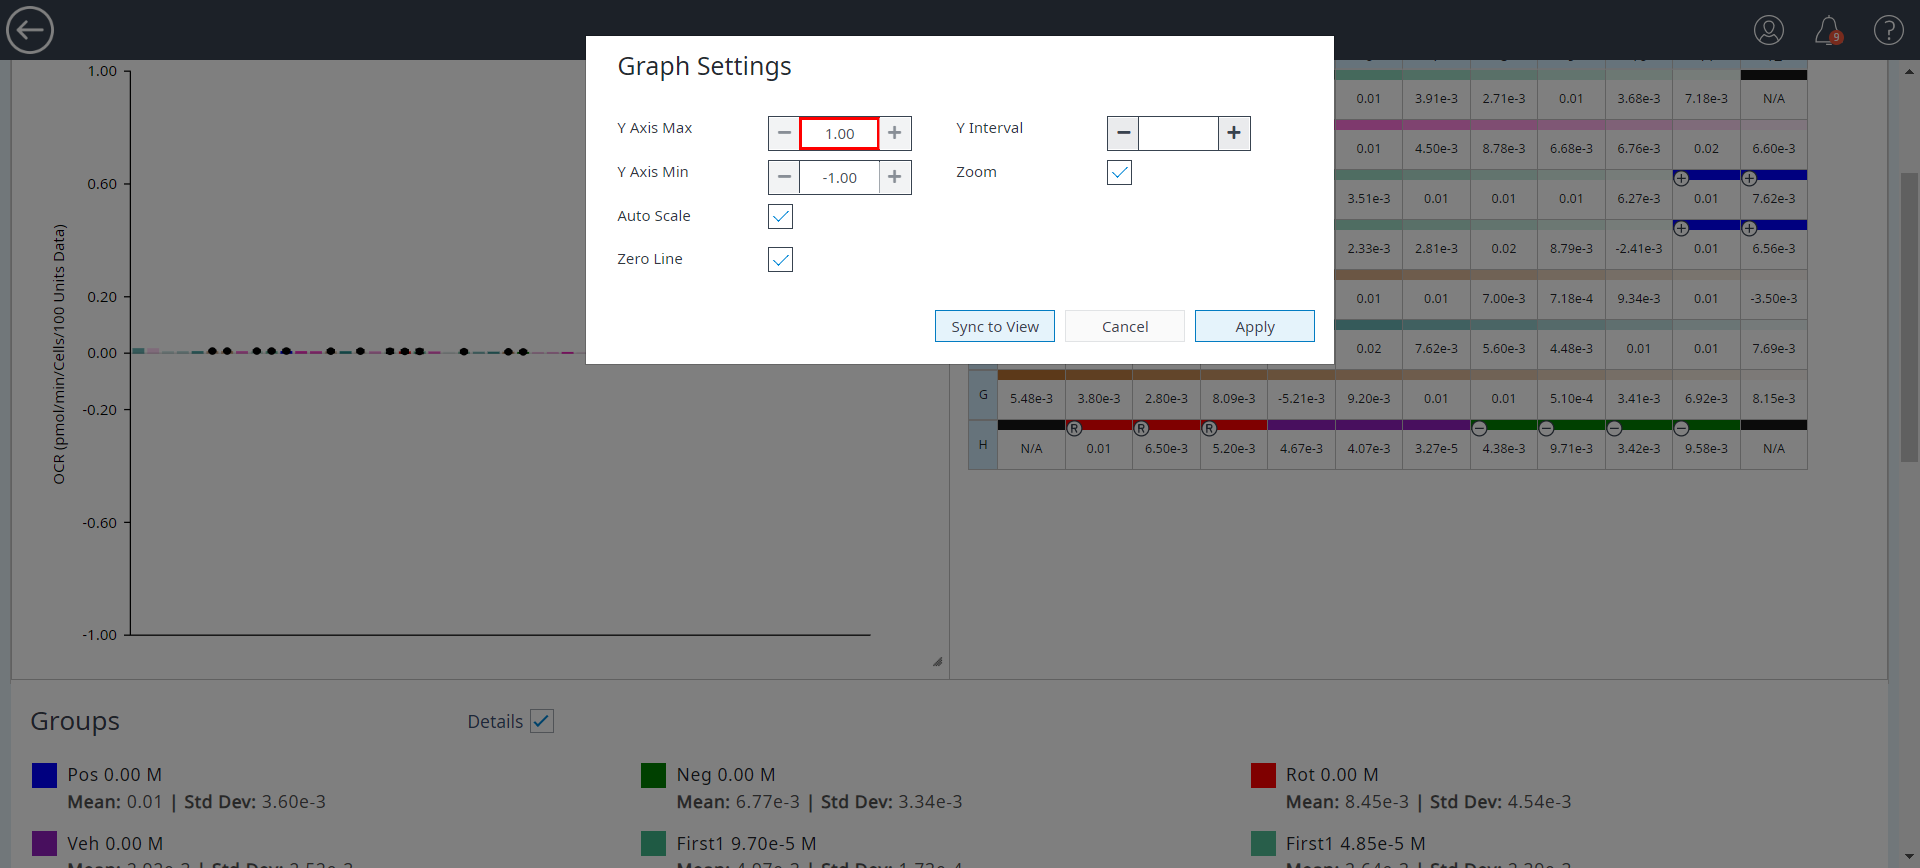 9
Graph Settings
Y Axis Max
1.00
Y Interval
Y Axis Min
-1.00
Zoom
Auto Scale
Zero Line
Sync to View
Cancel
Apply
OCR (pmol/min/Cells/100 Units Data)
1.00
0.60
0.20
0.00
-0.20
-0.60
-1.00
0.01 3.91e-3 2.71e-3 0.01 3.68e-3 7.18e-3 N/A
0.01 4.50e-3 8.78e-3 6.68e-3 6.76e-3 0.02 6.60e-3
3.51e-3 0.01 0.01 0.01 6.27e-3 0.01 7.62e-3
2.33e-3 2.81e-3 0.02 8.79e-3 -2.41e-3 0.01 6.56e-3
0.01 0.01 7.00e-3 7.18e-4 9.34e-3 0.01 -3.50e-3
0.02 7.62e-3 5.60e-3 4.48e-3 0.01 0.01 7.69e-3
G 5.48e-3 3.80e-3 2.80e-3 8.09e-3 -5.21e-3 9.20e-3 0.01 0.01 5.10e-4 3.41e-3 6.92e-3 8.15e-3
R R R
H N/A 0.01 6.50e-3 5.20e-3 4.67e-3 4.07e-3 3.27e-5 4.38e-3 9.71e-3 3.42e-3 9.58e-3 N/A
Groups
Details
Pos 0.00 M
Mean: 0.01 | Std Dev: 3.60e-3
Neg 0.00 M
Mean: 6.77e-3 | Std Dev: 3.34e-3
Rot 0.00 M
Mean: 8.45e-3 | Std Dev: 4.54e-3
Veh 0.00 M
First1 9.70e-5 M
First1 4.85e-5 M